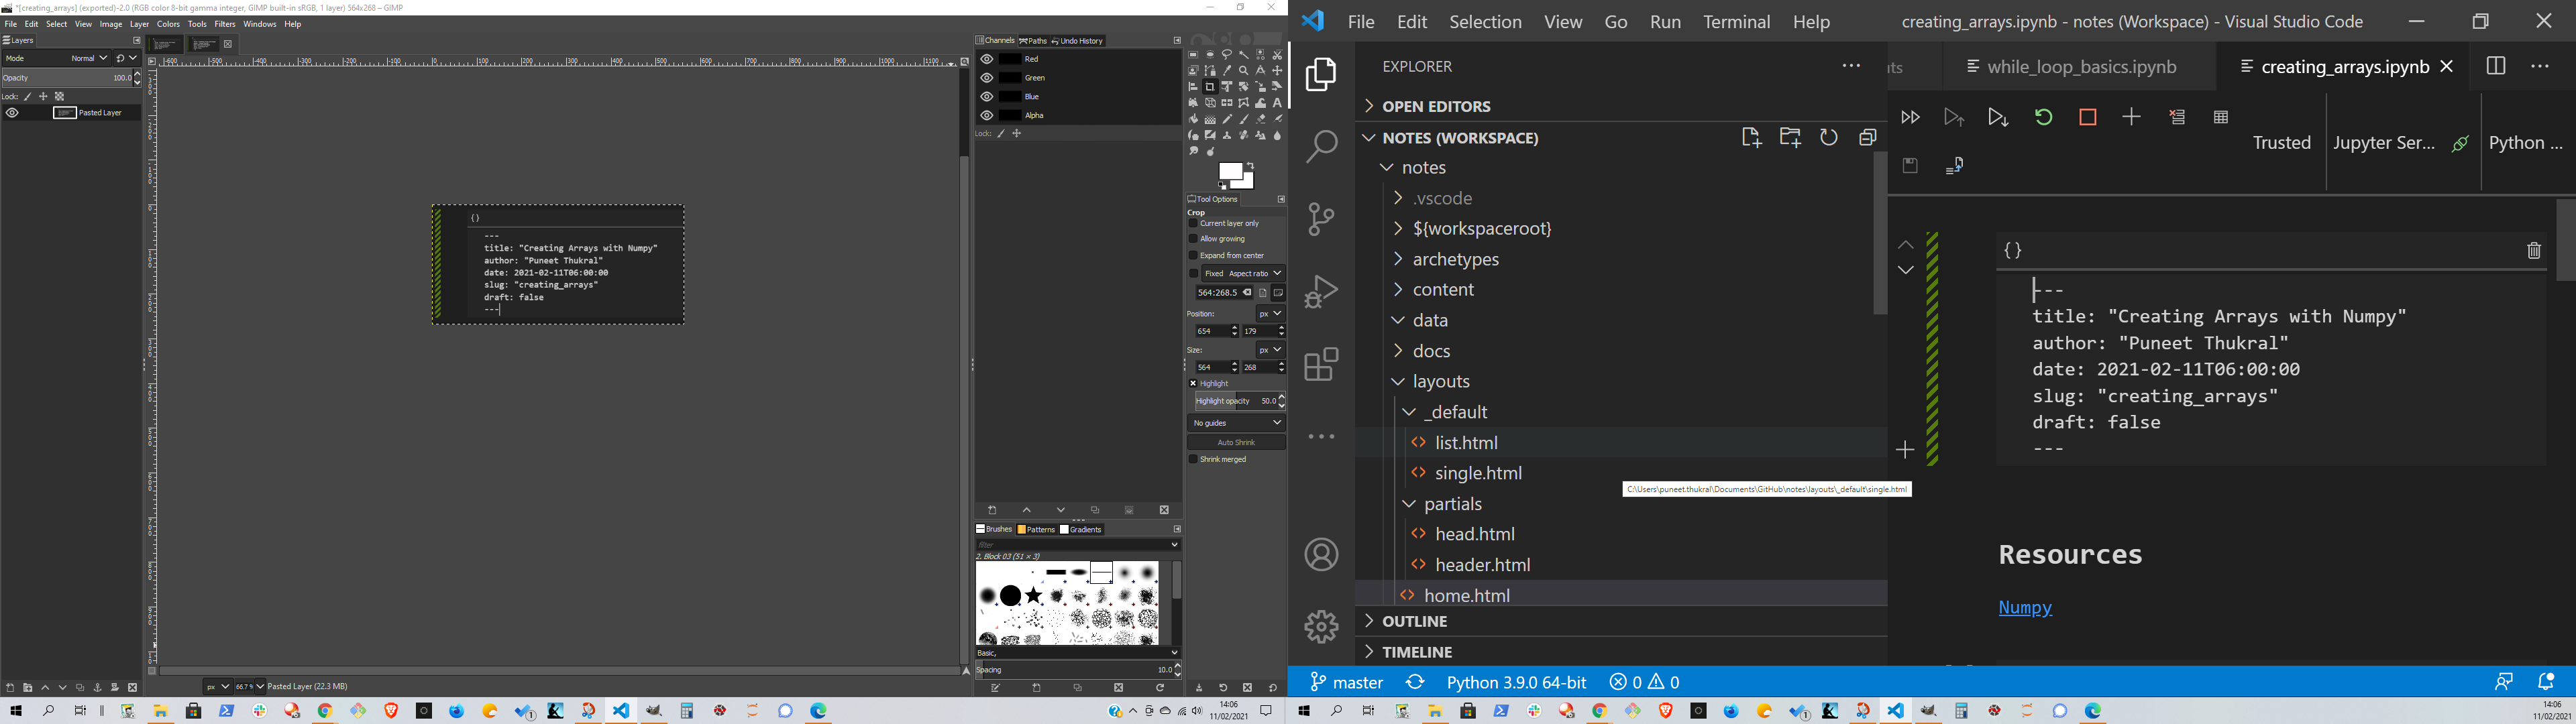 *[creating_arrays] (exported)-2.0 (RGB color 8-bit gamma integer, GIMP built-in sRGB, 1 layer) 564x268 – GIMP
File Edit Select View Image Layer Colors Tools Filters Windows Help
Layers
Mode Normal
Opacity 100.0
Lock:
Pasted Layer
{}
---
title: "Creating Arrays with Numpy"
author: "Puneet Thukral"
date: 2021-02-11T06:00:00
slug: "creating_arrays"
draft: false
---
px 66.7 % Pasted Layer (22.3 MB)
Channels Paths Undo History
Red
Green
Blue
Alpha
Lock:
Brushes Patterns Gradients
filter
2. Block 03 (51 × 3)
Basic,
Spacing 10.0
Tool Options
Crop
Current layer only
Allow growing
Expand from center
Fixed Aspect ratio
564:268.5
Position: px
654 179
Size: px
564 268
Highlight
Highlight opacity 50.0
No guides
Auto Shrink
Shrink merged
14:06
11/02/2021
File Edit Selection View Go Run Terminal Help
creating_arrays.ipynb - notes (Workspace) - Visual Studio Code
EXPLORER
OPEN EDITORS
NOTES (WORKSPACE)
notes
.vscode
${workspaceroot}
archetypes
content
data
docs
layouts
_default
list.html
single.html
C:\Users\puneet.thukral\Documents\GitHub\notes\layouts\_default\single.html
partials
head.html
header.html
home.html
OUTLINE
TIMELINE
while_loop_basics.ipynb
creating_arrays.ipynb
Trusted Jupyter Ser... Python ...
{}
---
title: "Creating Arrays with Numpy"
author: "Puneet Thukral"
date: 2021-02-11T06:00:00
slug: "creating_arrays"
draft: false
---
Resources
Numpy
master Python 3.9.0 64-bit 0 0
14:06
11/02/2021